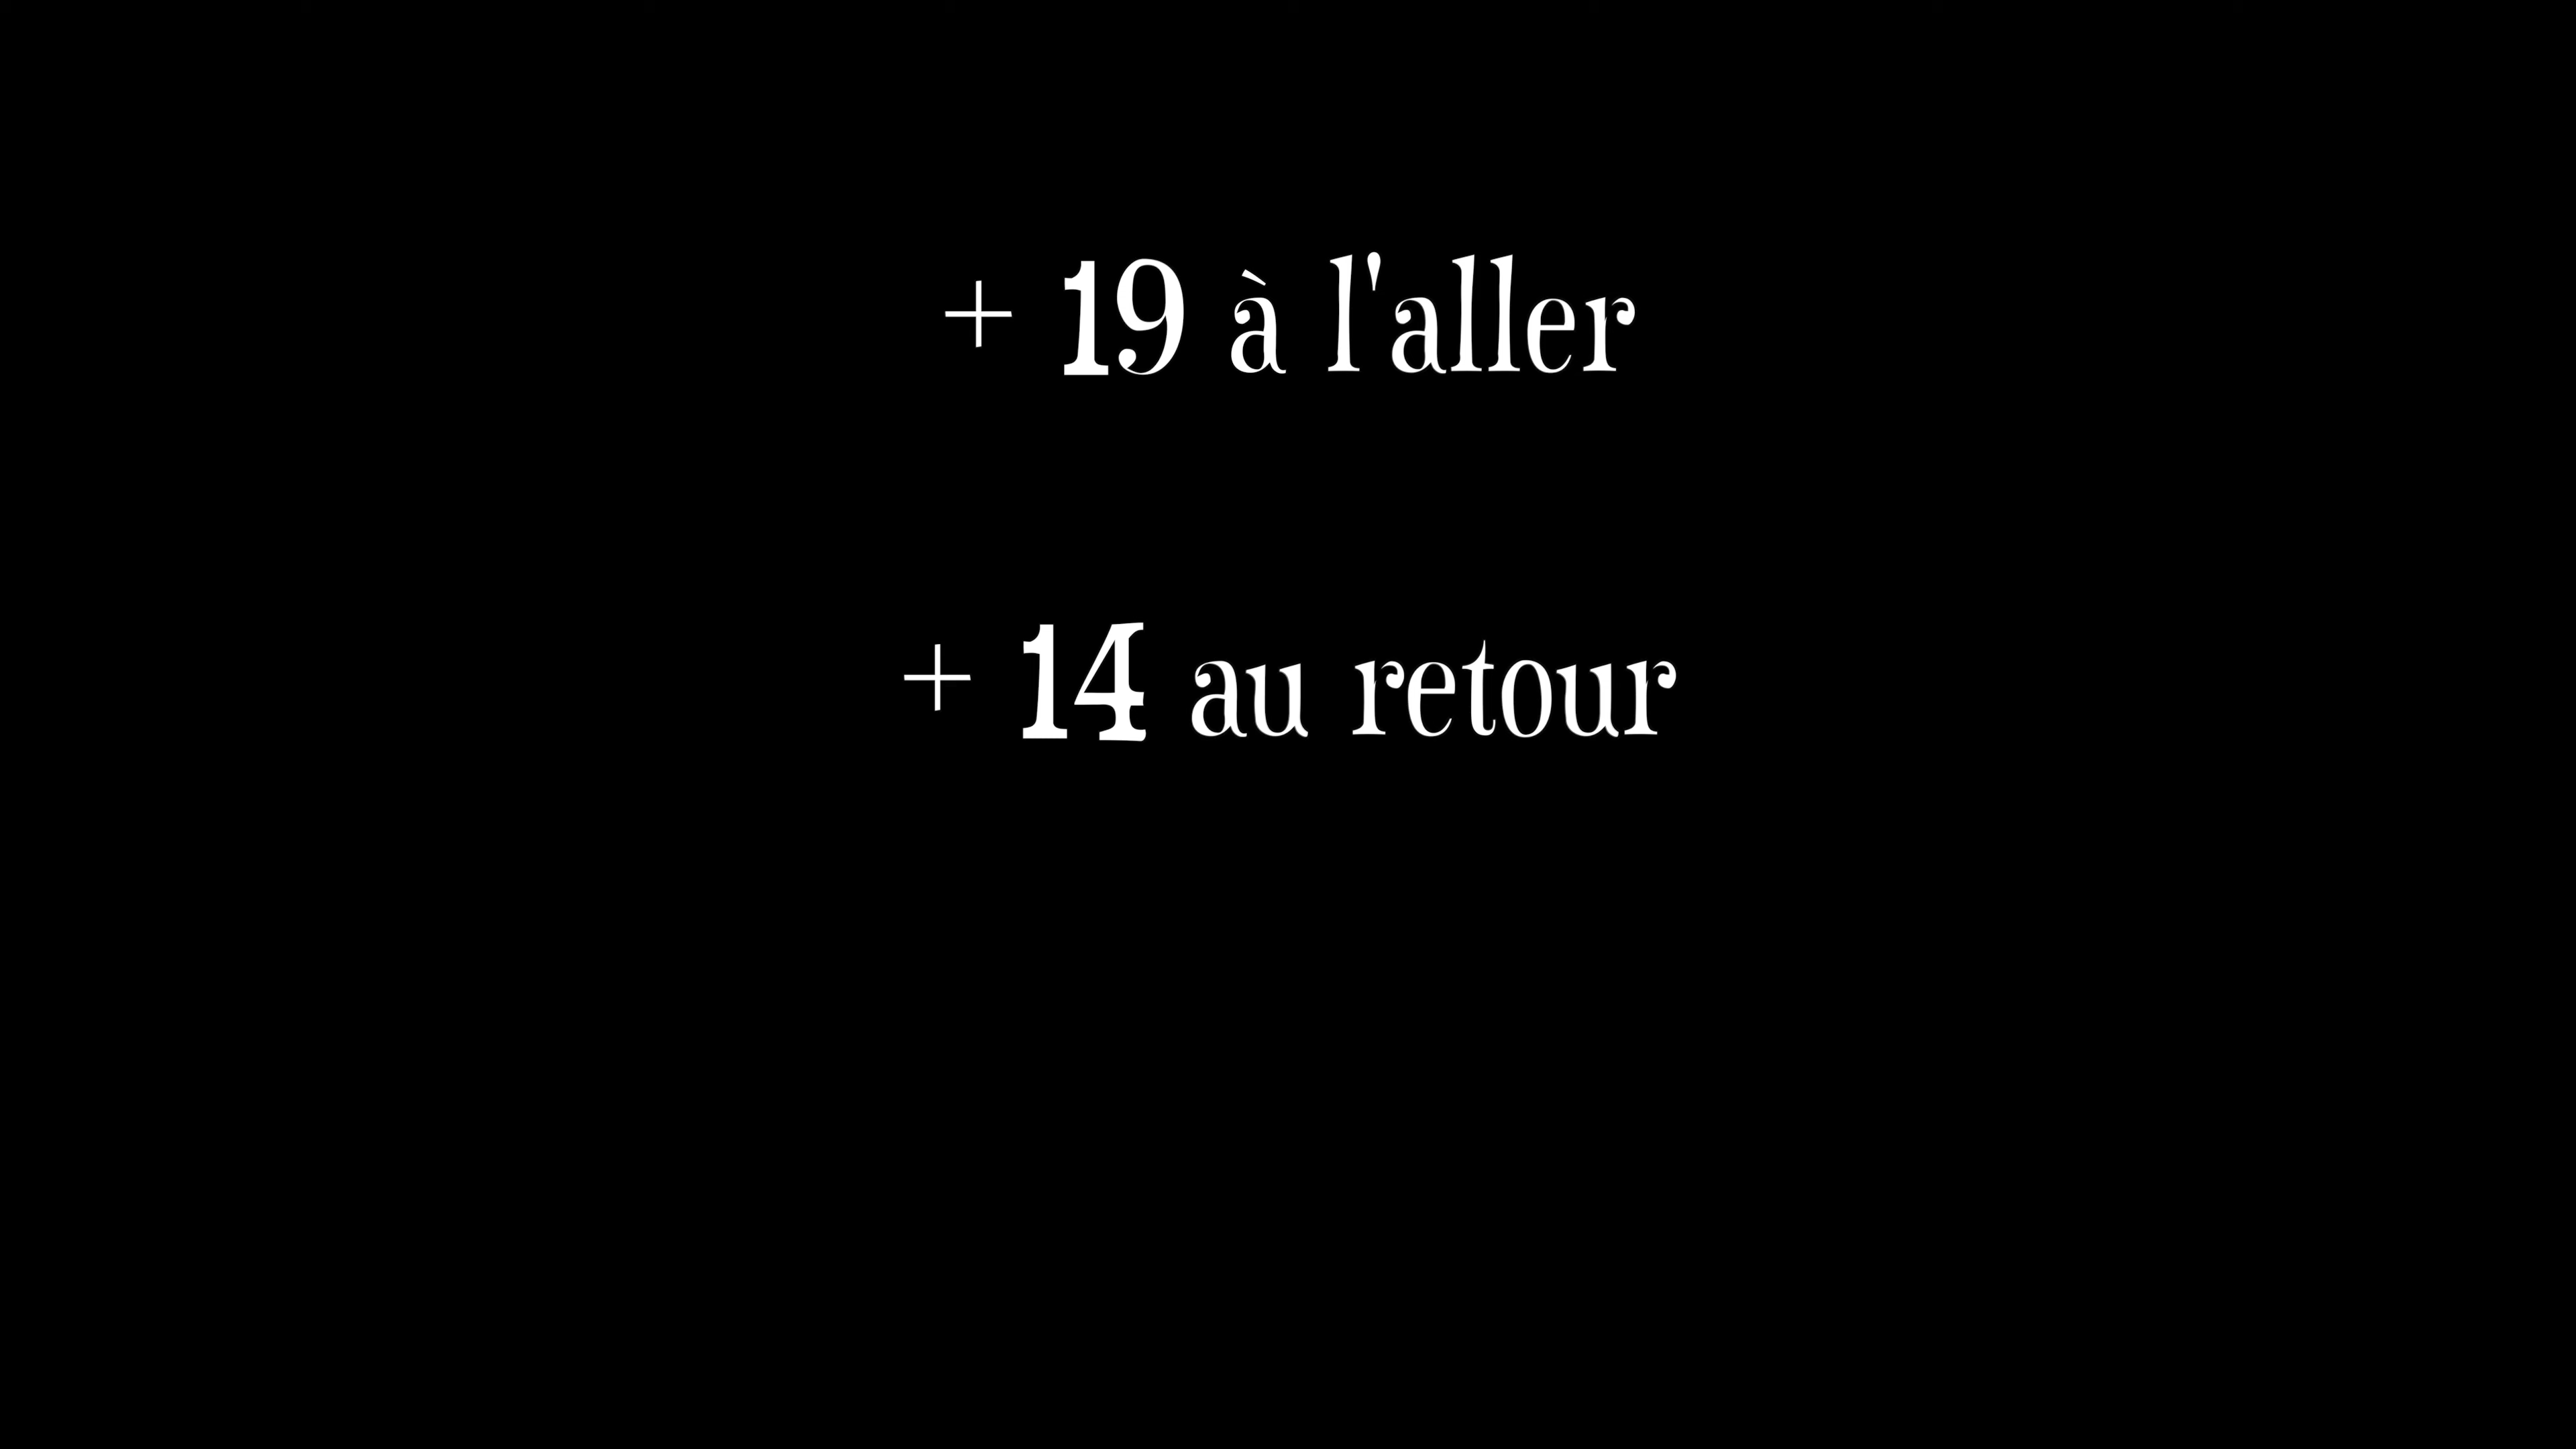 + 19 à l'aller
+ 14 au retour